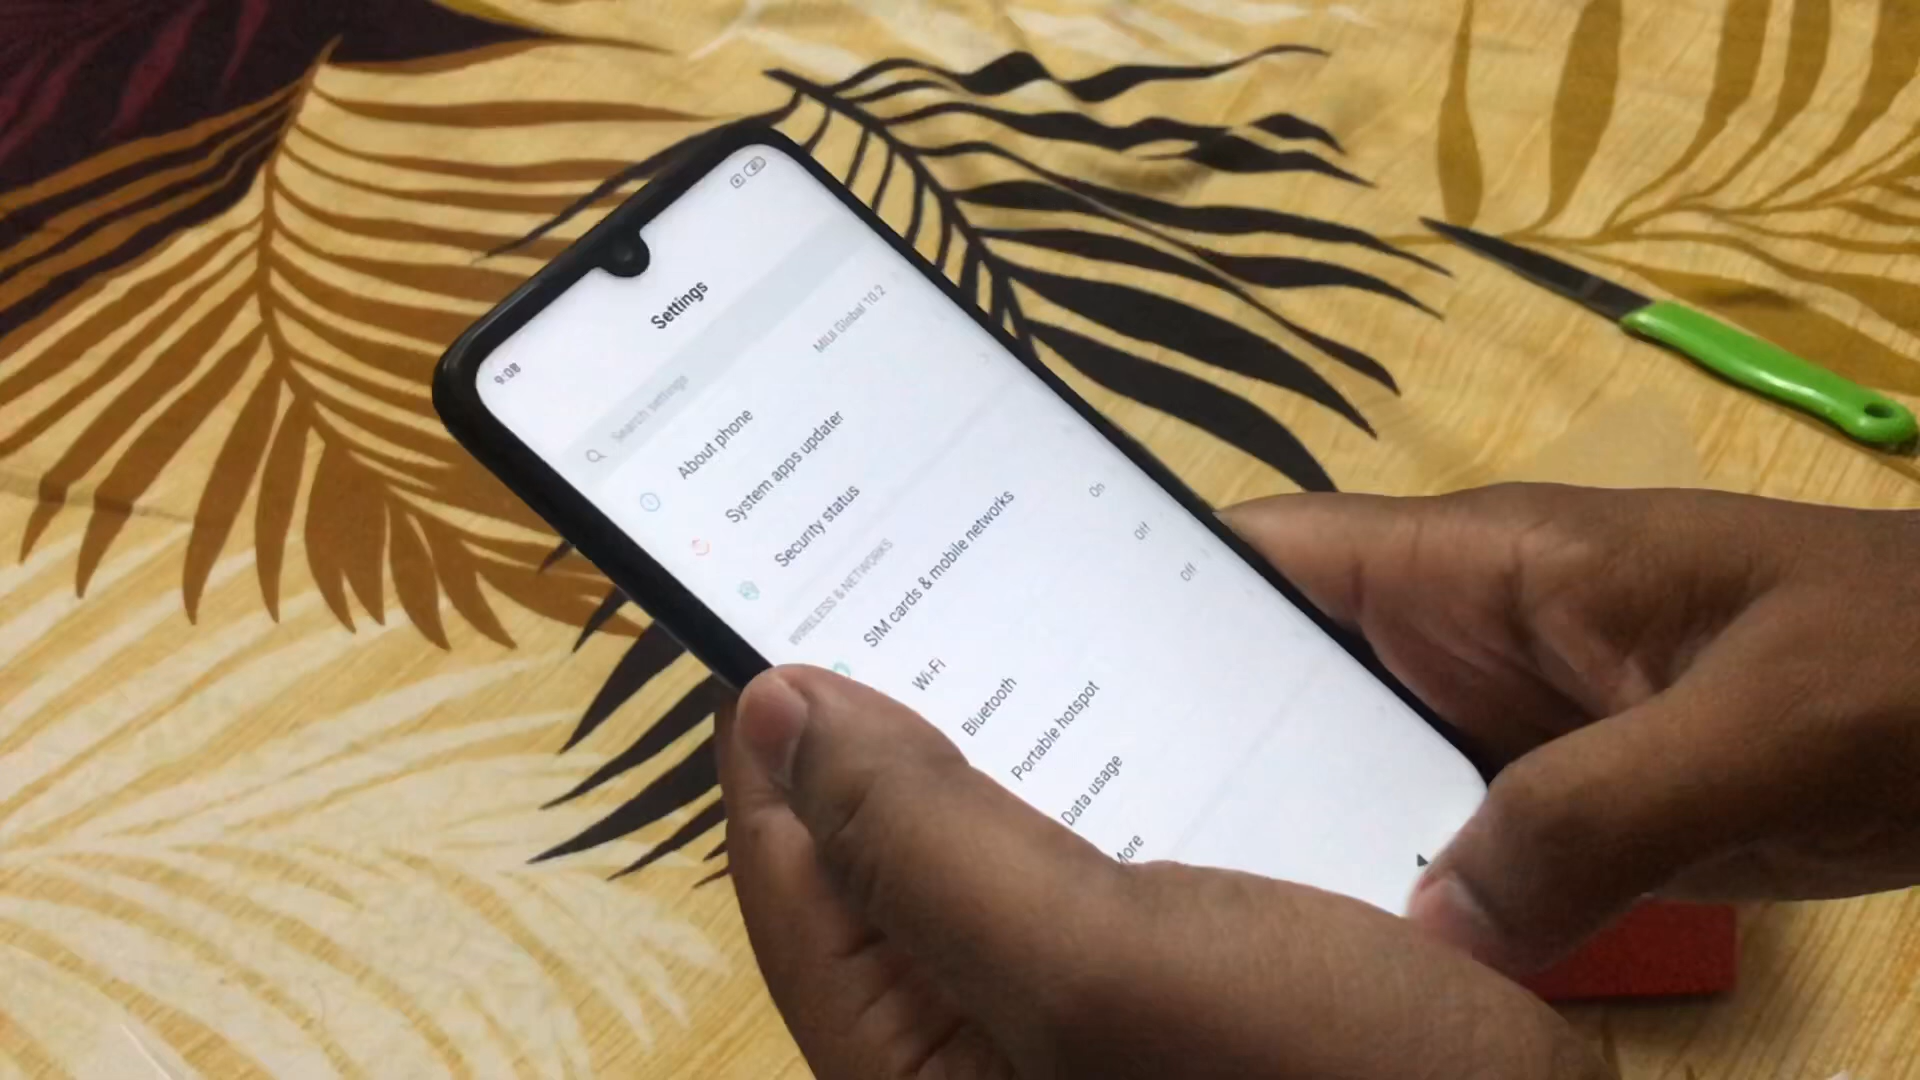 9:08
Settings
Search settings
About phone MIUI Global 10.2
System apps updater
Security status
WIRELESS & NETWORKS
SIM cards & mobile networks
Wi-Fi On
Bluetooth Off
Portable hotspot Off
Data usage
More